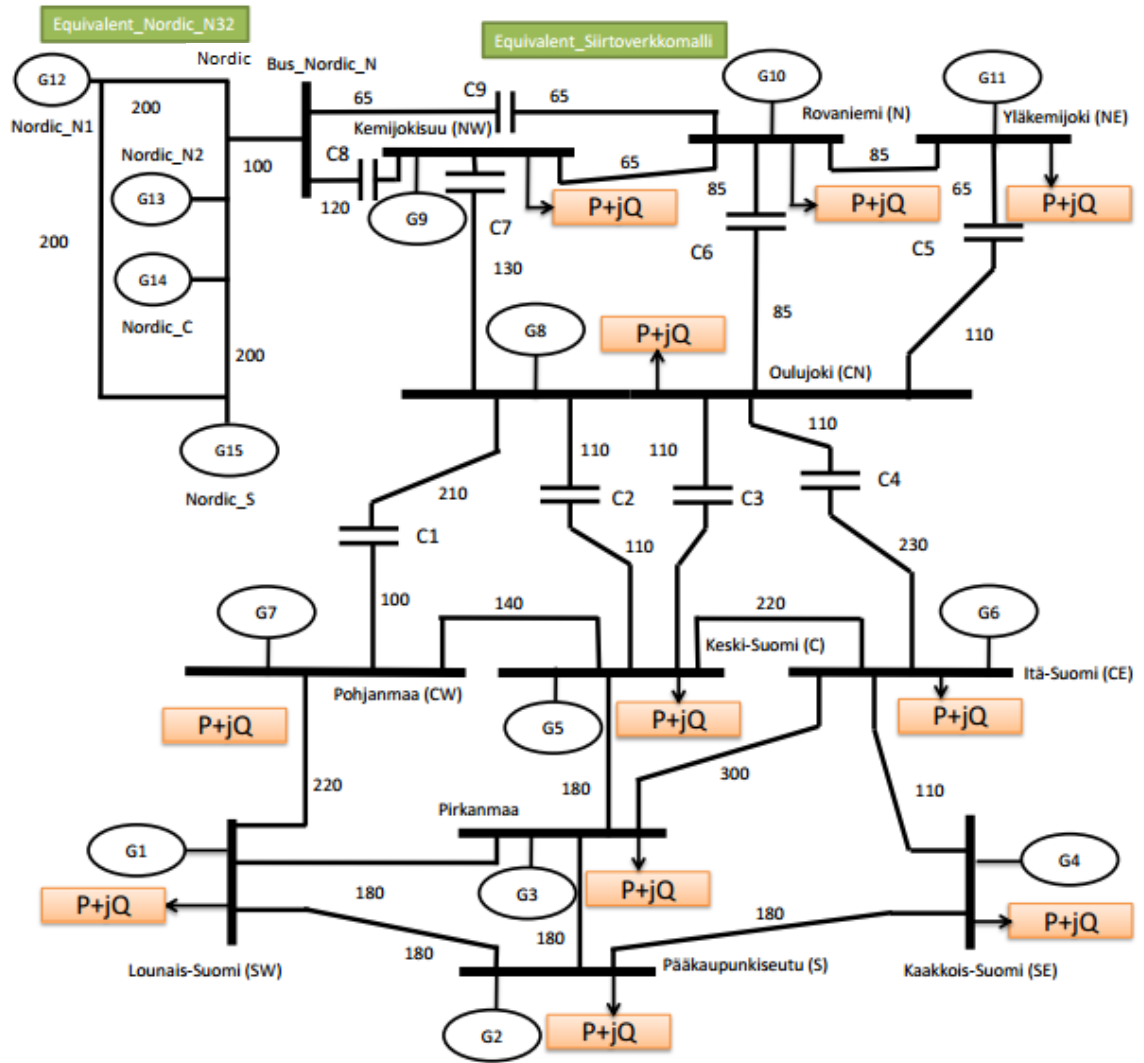 Equivalent_Nordic_N32
Equivalent_Siirtoverkkomalli
Nordic
G12
Bus_Nordic_N
C9
G10
G11
200
65
65
Rovaniemi (N)
Yläkemijoki (NE)
Nordic_N1
Kemijokisuu (NW)
Nordic_N2
100
C8
65
85
G13
120
G9
C7
P+jQ
85
P+jQ
65
P+jQ
200
C6
C5
G14
130
Nordic_C
G8
P+jQ
85
110
200
Oulujoki (CN)
G15
110
110
110
Nordic_S
210
C2
C3
C4
C1
110
230
100
140
220
G7
G6
Keski-Suomi (C)
Itä-Suomi (CE)
Pohjanmaa (CW)
P+jQ
G5
P+jQ
P+jQ
220
180
300
110
Pirkanmaa
G1
G4
P+jQ
180
G3
P+jQ
180
P+jQ
180
180
Lounais-Suomi (SW)
Pääkaupunkiseutu (S)
Kaakkois-Suomi (SE)
G2
P+jQ